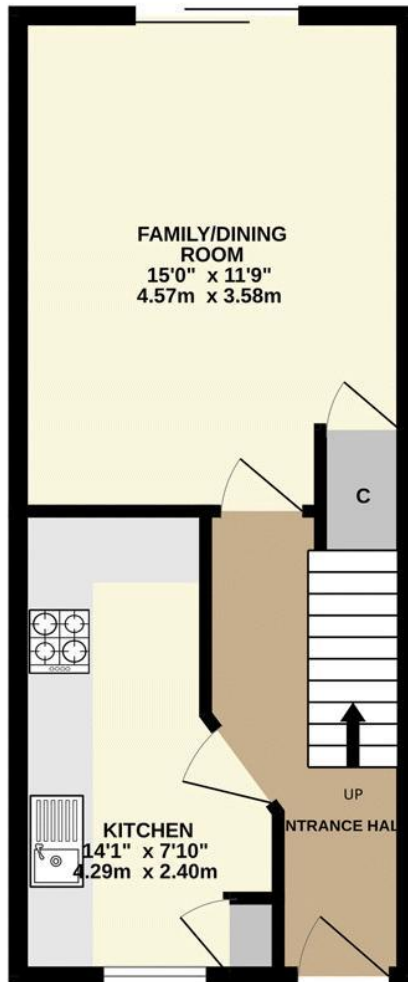 FAMILY/DINING
ROOM
15'0" x 11'9"
4.57m x 3.58m
C
UP
NTRANCE HAL
KITCHEN
14'1" x 7'10"
4.29m x 2.40m